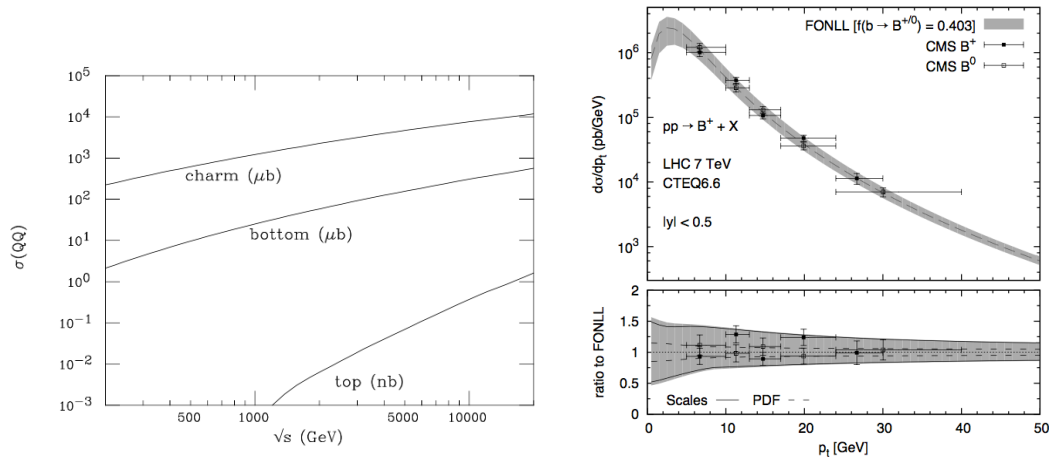 10^5
10^4
10^3
10^2
10^1
10^0
10^-1
10^-2
10^-3
σ(QQ)
charm (μb)
bottom (μb)
top (nb)
500
1000
5000
10000
√s (GeV)
FONLL [f(b → B^+/0) = 0.403]
CMS B^+
CMS B^0
10^6
10^5
10^4
10^3
dσ/dp_t (pb/GeV)
pp → B^+ + X
LHC 7 TeV
CTEQ6.6
|y| < 0.5
2
1.5
1
0.5
0
ratio to FONLL
Scales
PDF
0
10
20
30
40
50
p_t [GeV]